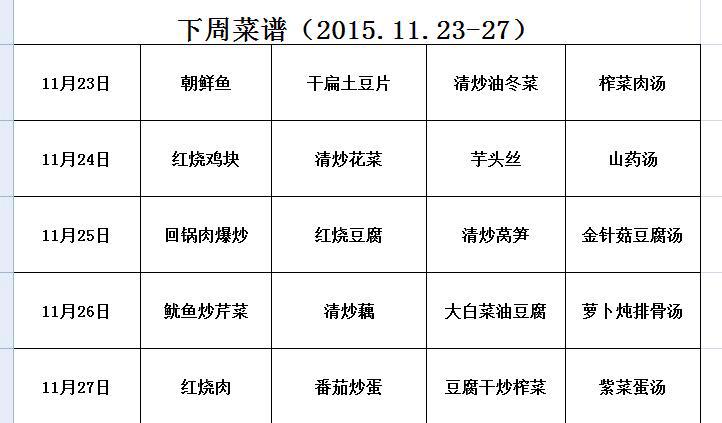 下周菜谱（2015.11.23-27）
11月23日 朝鲜鱼 干扁土豆片 清炒油冬菜 榨菜肉汤
11月24日 红烧鸡块 清炒花菜 芋头丝 山药汤
11月25日 回锅肉爆炒 红烧豆腐 清炒莴笋 金针菇豆腐汤
11月26日 鱿鱼炒芹菜 清炒藕 大白菜油豆腐 萝卜炖排骨汤
11月27日 红烧肉 番茄炒蛋 豆腐干炒榨菜 紫菜蛋汤